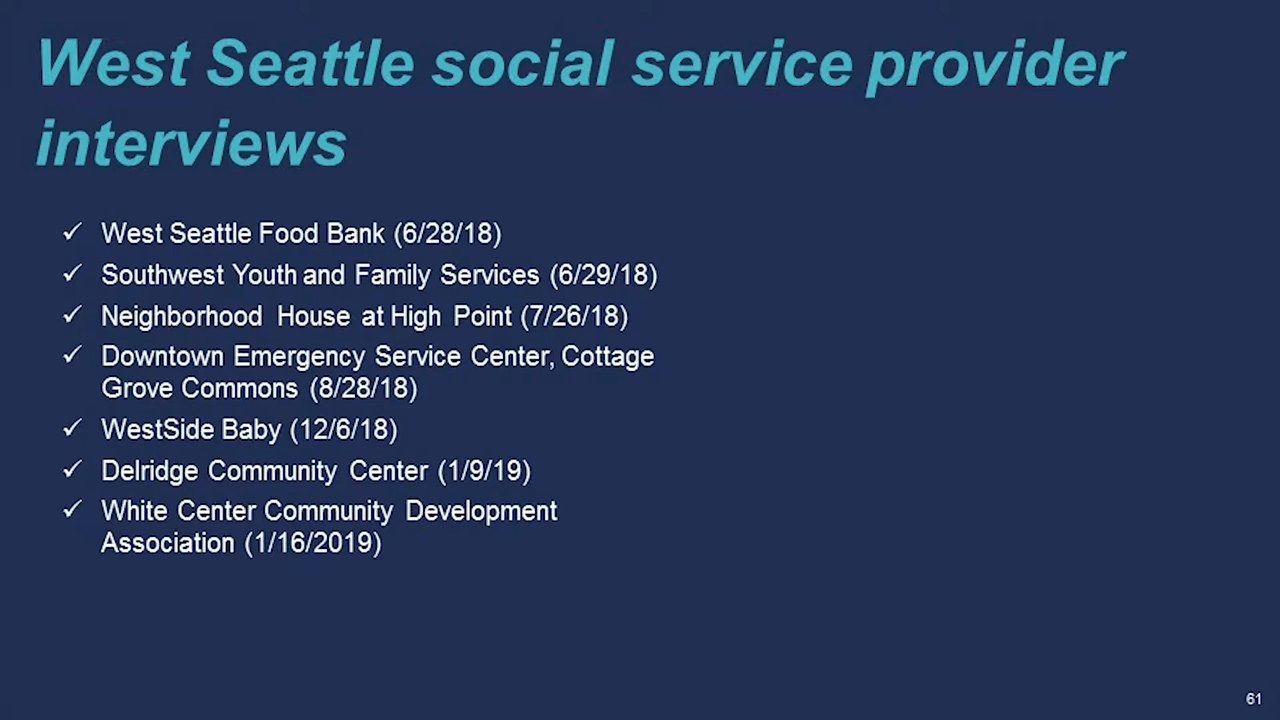 West Seattle social service provider
interviews
✓ West Seattle Food Bank (6/28/18)
✓ Southwest Youth and Family Services (6/29/18)
✓ Neighborhood House at High Point (7/26/18)
✓ Downtown Emergency Service Center, Cottage
Grove Commons (8/28/18)
✓ WestSide Baby (12/6/18)
✓ Delridge Community Center (1/9/19)
✓ White Center Community Development
Association (1/16/2019)
61